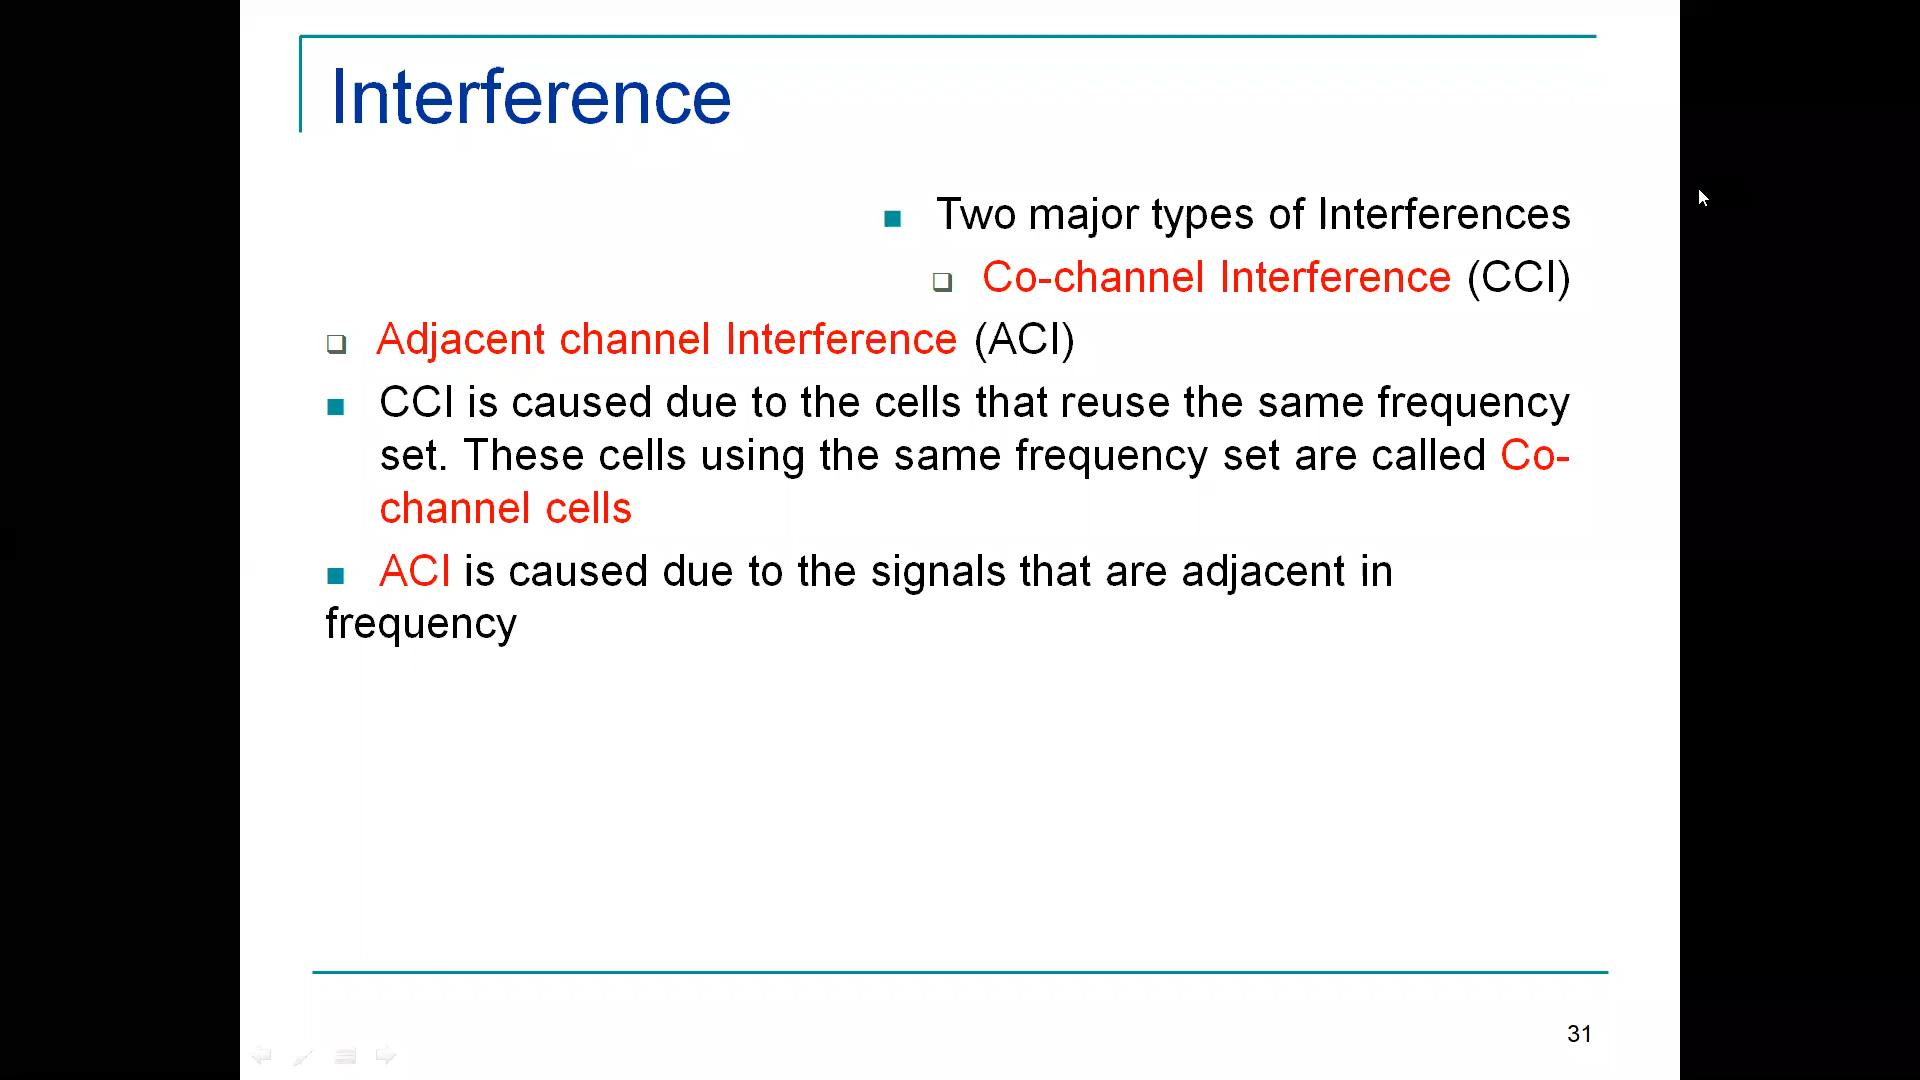 Interference
Two major types of Interferences
Co-channel Interference (CCI)
Adjacent channel Interference (ACI)
CCI is caused due to the cells that reuse the same frequency
set. These cells using the same frequency set are called Co-
channel cells
ACI is caused due to the signals that are adjacent in
frequency
31